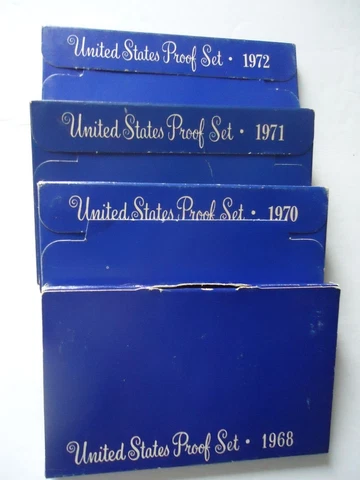 United States Proof Set · 1972
United States Proof Set · 1971
United States Proof Set · 1970
United States Proof Set · 1968